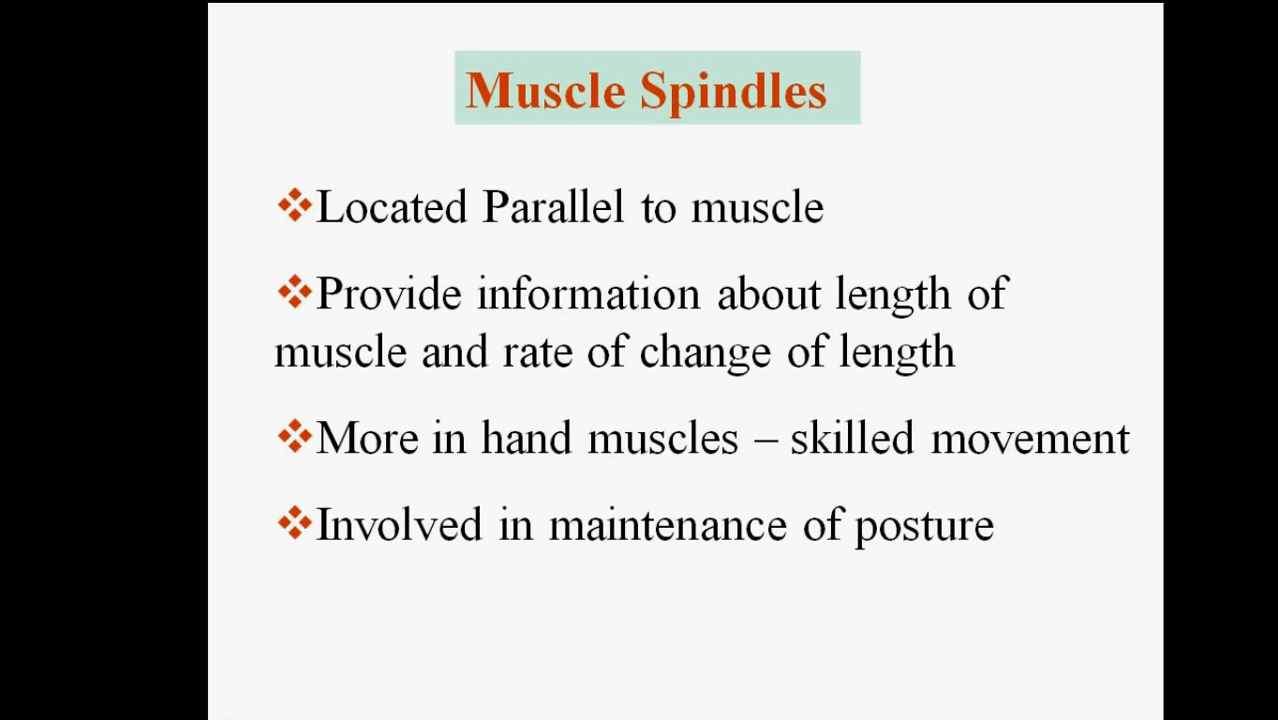 Muscle Spindles
❖Located Parallel to muscle
❖Provide information about length of
muscle and rate of change of length
❖More in hand muscles – skilled movement
❖Involved in maintenance of posture